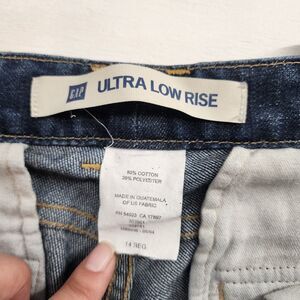 GAP ULTRA LOW RISE
80% COTTON
20% POLYESTER
MADE IN GUATEMALA
OF US FABRIC
RN 54023 CA 17897
14 REG